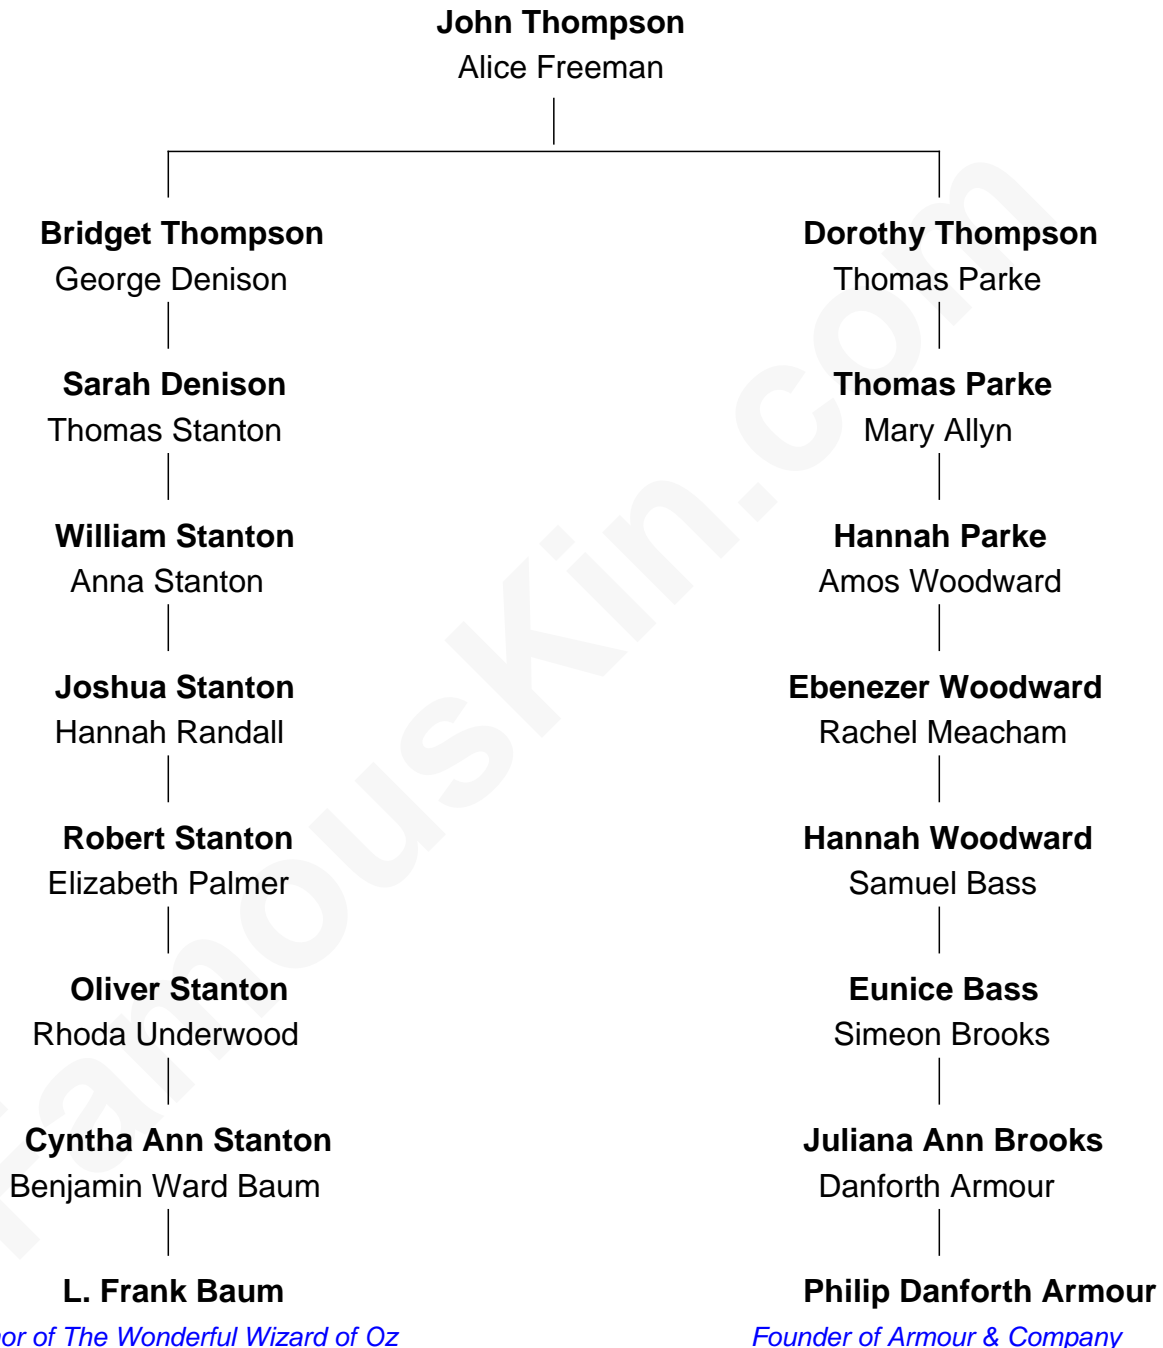 John Thompson
Alice Freeman
Bridget Thompson
George Denison
Dorothy Thompson
Thomas Parke
Sarah Denison
Thomas Stanton
Thomas Parke
Mary Allyn
William Stanton
Anna Stanton
Hannah Parke
Amos Woodward
Joshua Stanton
Hannah Randall
Ebenezer Woodward
Rachel Meacham
Robert Stanton
Elizabeth Palmer
Hannah Woodward
Samuel Bass
Oliver Stanton
Rhoda Underwood
Eunice Bass
Simeon Brooks
Cyntha Ann Stanton
Benjamin Ward Baum
Juliana Ann Brooks
Danforth Armour
L. Frank Baum
of The Wonderful Wizard of Oz
Philip Danforth Armour
Founder of Armour & Company
FamousKin.com